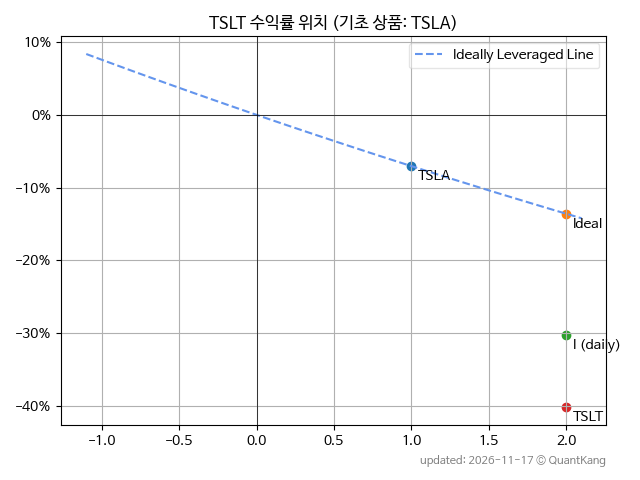 TSLT 수익률 위치 (기초 상품: TSLA)
Ideally Leveraged Line
10%
0%
−10%
−20%
−30%
−40%
TSLA
Ideal
I (daily)
TSLT
−1.0
−0.5
0.0
0.5
1.0
1.5
2.0
updated: 2026-11-17 © QuantKang